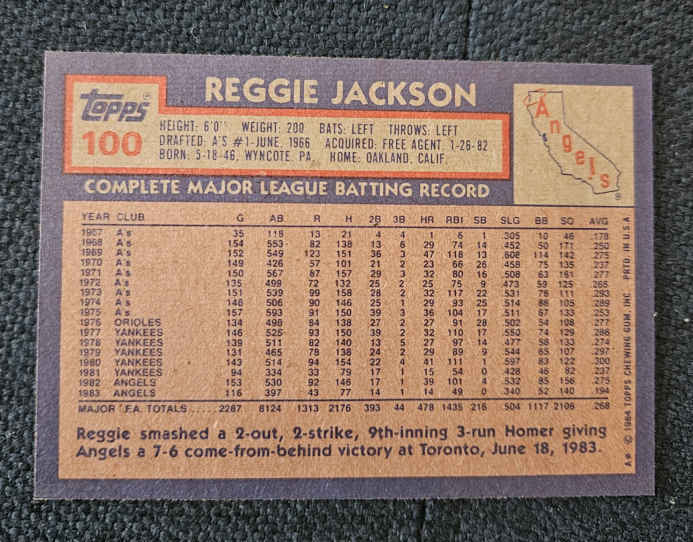 REGGIE JACKSON
Topps
100
HEIGHT: 6'0" WEIGHT: 200 BATS: LEFT THROWS: LEFT
DRAFTED: A'S #1-JUNE, 1966 ACQUIRED: FREE AGENT, 1-26-82
BORN: 5-18-46, WYNCOTE, PA. HOME: OAKLAND, CALIF.
Angels
COMPLETE MAJOR LEAGUE BATTING RECORD
YEAR CLUB G AB R H 2B 3B HR RBI SB SLG BB SO AVG
1967 A's 35 118 13 21 4 4 1 6 1 .305 10 46 .178
1968 A's 154 553 82 138 13 6 29 74 14 .452 50 171 .250
1969 A's 152 549 123 151 36 3 47 118 13 .608 114 142 .275
1970 A's 149 426 57 101 21 2 23 66 26 .458 75 135 .237
1971 A's 150 567 87 157 29 3 32 80 16 .508 63 161 .277
1972 A's 135 499 72 132 25 2 25 75 9 .473 59 125 .265
1973 A's 151 539 99 158 28 2 32 117 22 .531 76 111 .293
1974 A's 148 506 90 146 25 1 29 93 25 .514 86 105 .289
1975 A's 157 593 91 150 39 3 36 104 17 .511 67 133 .253
1976 ORIOLES 134 498 84 138 27 2 27 91 28 .502 54 108 .277
1977 YANKEES 146 525 93 150 39 2 32 110 17 .550 74 129 .286
1978 YANKEES 139 511 82 140 13 5 27 97 14 .477 58 133 .274
1979 YANKEES 131 465 78 138 24 2 29 89 9 .544 65 107 .297
1980 YANKEES 143 514 94 154 22 4 41 111 1 .597 83 122 .300
1981 YANKEES 94 334 33 79 17 1 15 54 0 .428 46 82 .237
1982 ANGELS 153 530 92 146 17 1 39 101 4 .532 85 156 .275
1983 ANGELS 116 397 43 77 14 1 14 49 0 .340 52 140 .194
MAJOR LEA. TOTALS..... 2287 8124 1313 2176 393 44 478 1435 216 .504 1117 2106 .268
Reggie smashed a 2-out, 2-strike, 9th-inning 3-run Homer giving
Angels a 7-6 come-from-behind victory at Toronto, June 18, 1983.
A* © 1984 TOPPS CHEWING GUM, INC. PRTD. IN U.S.A.